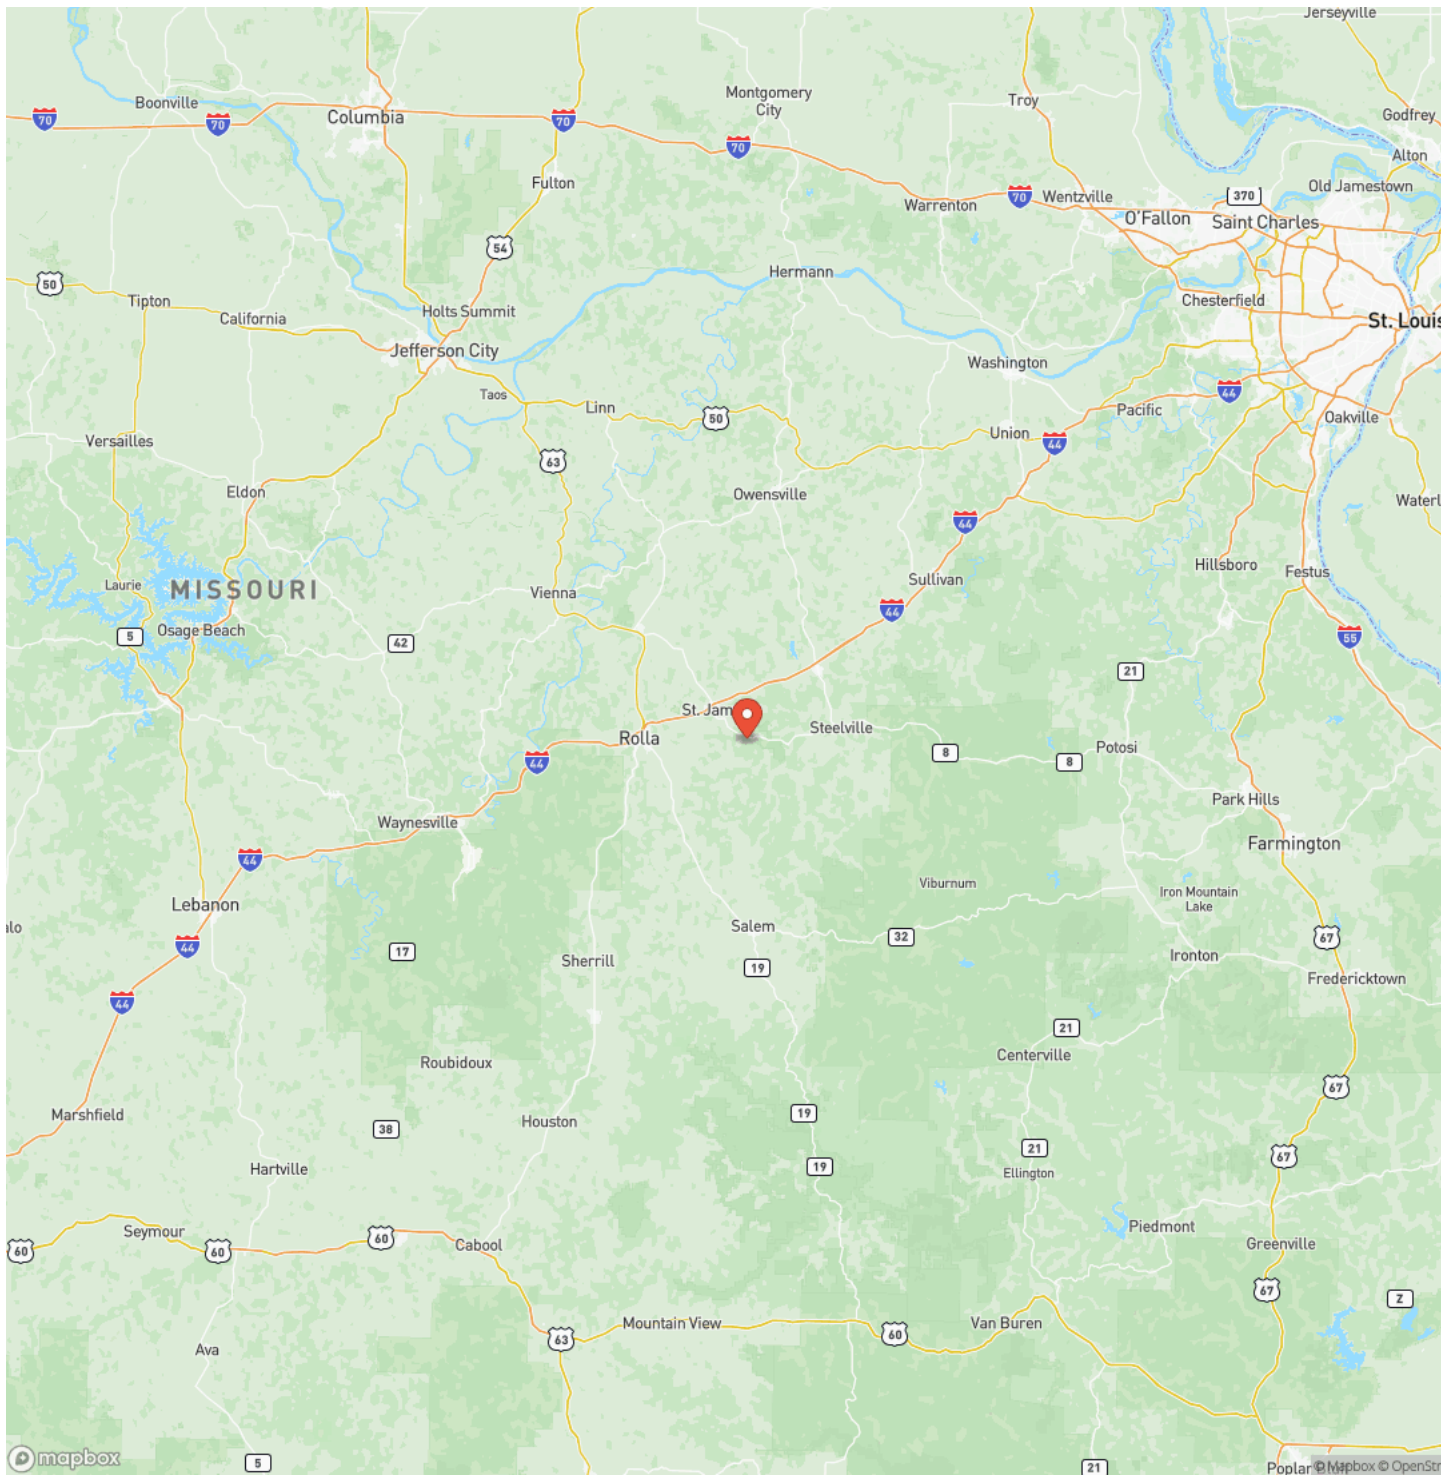 Jerseyville
Boonville
Columbia
Montgomery
City
Troy
Godfrey
70
70
70
70
Alton
Fulton
Old Jamestown
370
70
Wentzville
Warrenton
O'Fallon
Saint Charles
54
Hermann
50
Tipton
California
Holts Summit
Chesterfield
St. Louis
Jefferson City
Washington
Taos
Linn
50
44
Pacific
Oakville
Versailles
Union
44
63
Eldon
Owensville
44
Laurie
MISSOURI
Vienna
Sullivan
Hillsboro
Festus
44
5
Osage Beach
42
55
21
St. Jam
Rolla
Steelville
8
Potosi
44
8
Park Hills
Waynesville
Farmington
44
Viburnum
Iron Mountain
Lake
Lebanon
alo
Salem
32
67
44
17
Sherrill
19
Ironton
Fredericktown
44
21
Centerville
Roubidoux
67
Marshfield
19
38
Houston
21
67
Hartville
19
Ellington
Seymour
Piedmont
60
60
60
Cabool
Greenville
67
Z
Mountain View
63
60
Van Buren
Ava
mapbox
5
21
Poplar
© Mapbox © OpenStr